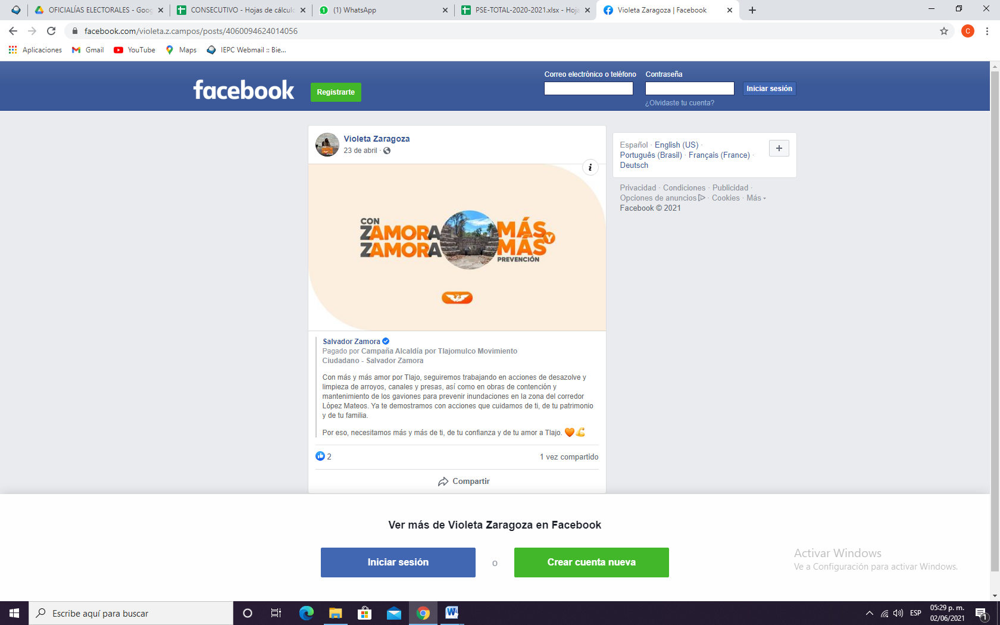 OFICIALÍAS ELECTORALES - Goog
CONSECUTIVO - Hojas de cálculo
(1) WhatsApp
PSE-TOTAL-2020-2021.xlsx - Hoja
Violeta Zaragoza | Facebook
facebook.com/violeta.z.campos/posts/4060094624014056
C
Aplicaciones
Gmail
YouTube
Maps
IEPC Webmail :: Bie...
facebook
Registrarte
Correo electrónico o teléfono
Contraseña
Iniciar sesión
¿Olvidaste tu cuenta?
Violeta Zaragoza
23 de abril ·
CON
ZAMORA MÁS
ZAMORA MÁS Y
PREVENCIÓN
Salvador Zamora
Pagado por Campaña Alcaldía por Tlajomulco Movimiento
Ciudadano - Salvador Zamora
Con más y más amor por Tlajo, seguiremos trabajando en acciones de desazolve y
limpieza de arroyos, canales y presas, así como en obras de contención y
mantenimiento de los gaviones para prevenir inundaciones en la zona del corredor
López Mateos. Ya te demostramos con acciones que cuidamos de ti, de tu patrimonio
y de tu familia.
Por eso, necesitamos más y más de ti, de tu confianza y de tu amor a Tlajo. 🧡💪
2
1 vez compartido
Compartir
Español · English (US) ·
Português (Brasil) · Français (France) ·
Deutsch
Privacidad · Condiciones · Publicidad ·
Opciones de anuncios · Cookies · Más
Facebook © 2021
Ver más de Violeta Zaragoza en Facebook
Iniciar sesión
o
Crear cuenta nueva
Activar Windows
Ve a Configuración para activar Windows.
Escribe aquí para buscar
ESP
05:29 p. m.
02/06/2021
1